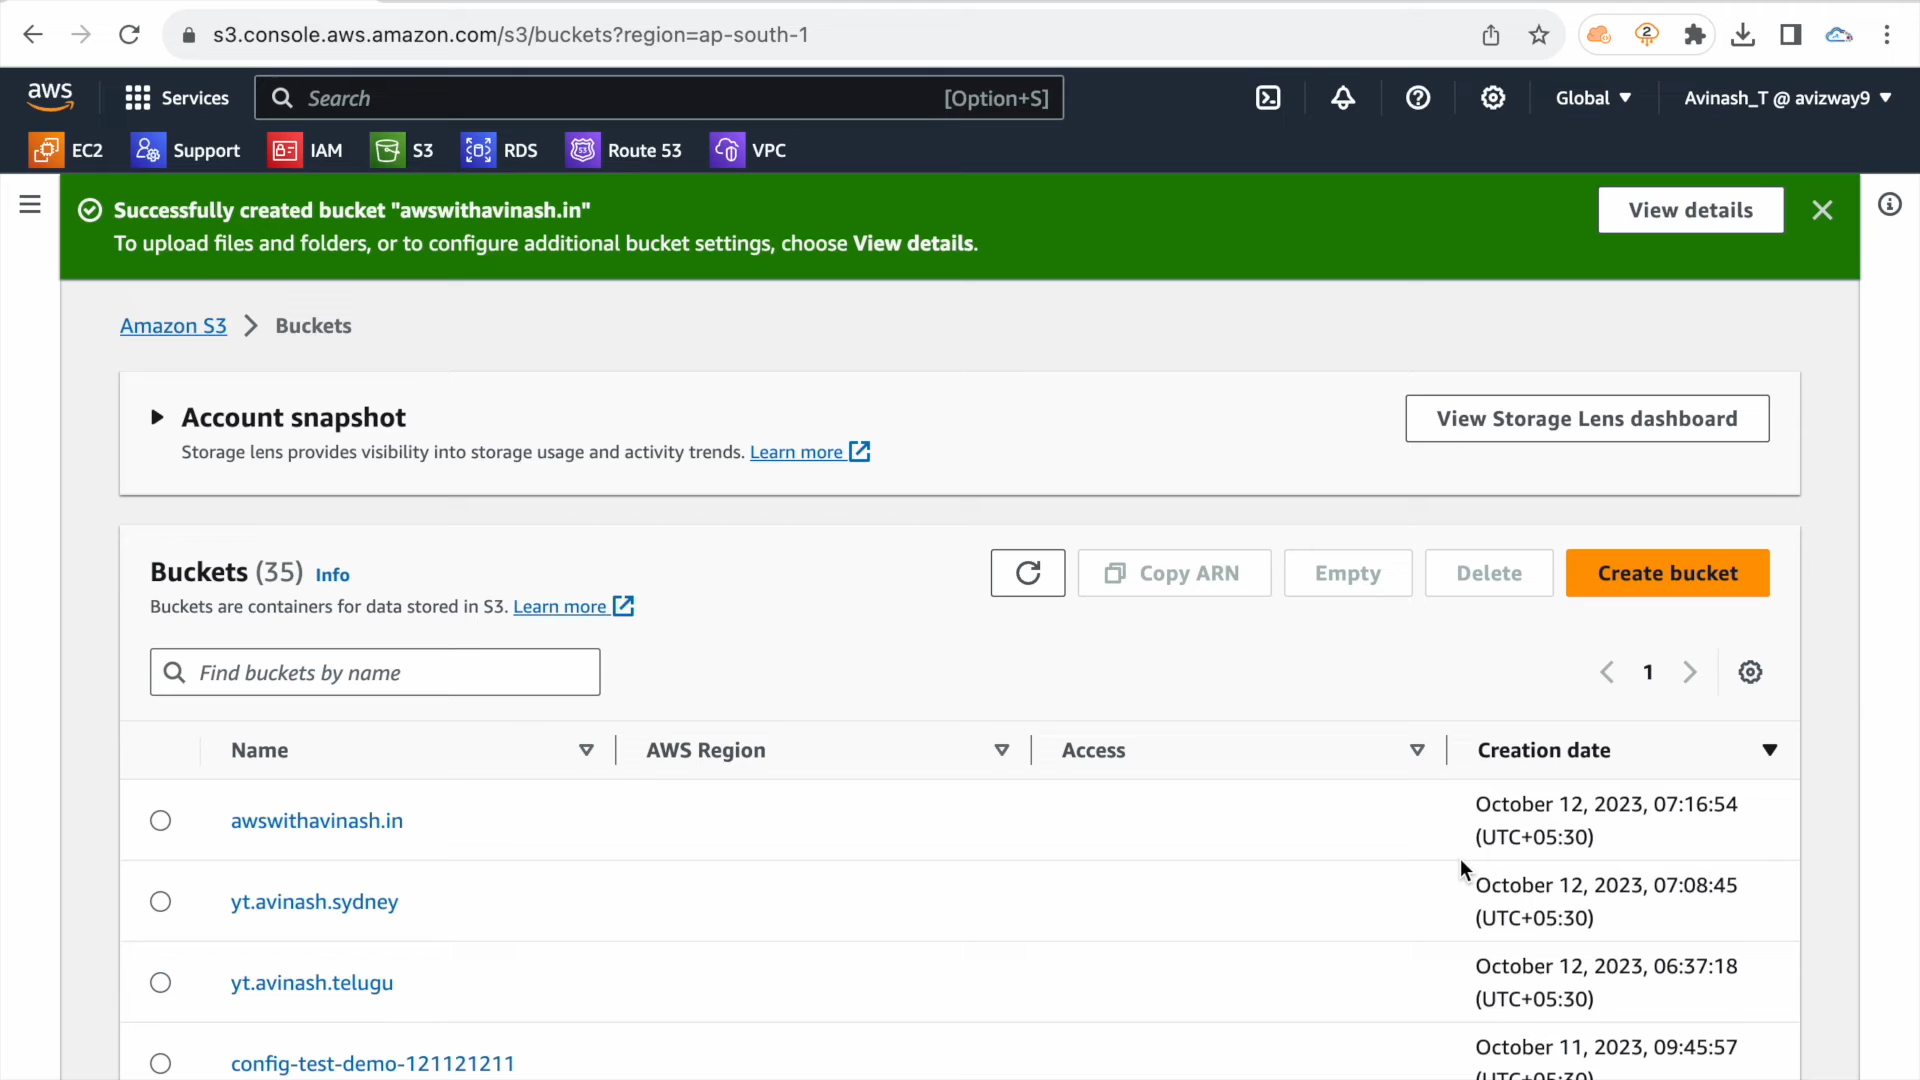 s3.console.aws.amazon.com/s3/buckets?region=ap-south-1
2
aws
Services
Search
[Option+S]
Global
Avinash_T @ avizway9
EC2
Support
IAM
S3
RDS
53
Route 53
VPC
Successfully created bucket "awswithavinash.in"
View details
To upload files and folders, or to configure additional bucket settings, choose View details.
Amazon S3
Buckets
Account snapshot
View Storage Lens dashboard
Storage lens provides visibility into storage usage and activity trends. Learn more
Buckets (35) Info
Copy ARN
Empty
Delete
Create bucket
Buckets are containers for data stored in S3. Learn more
Find buckets by name
1
Name
AWS Region
Access
Creation date
awswithavinash.in
October 12, 2023, 07:16:54
(UTC+05:30)
yt.avinash.sydney
October 12, 2023, 07:08:45
(UTC+05:30)
yt.avinash.telugu
October 12, 2023, 06:37:18
(UTC+05:30)
config-test-demo-121121211
October 11, 2023, 09:45:57
(UTC+05:30)